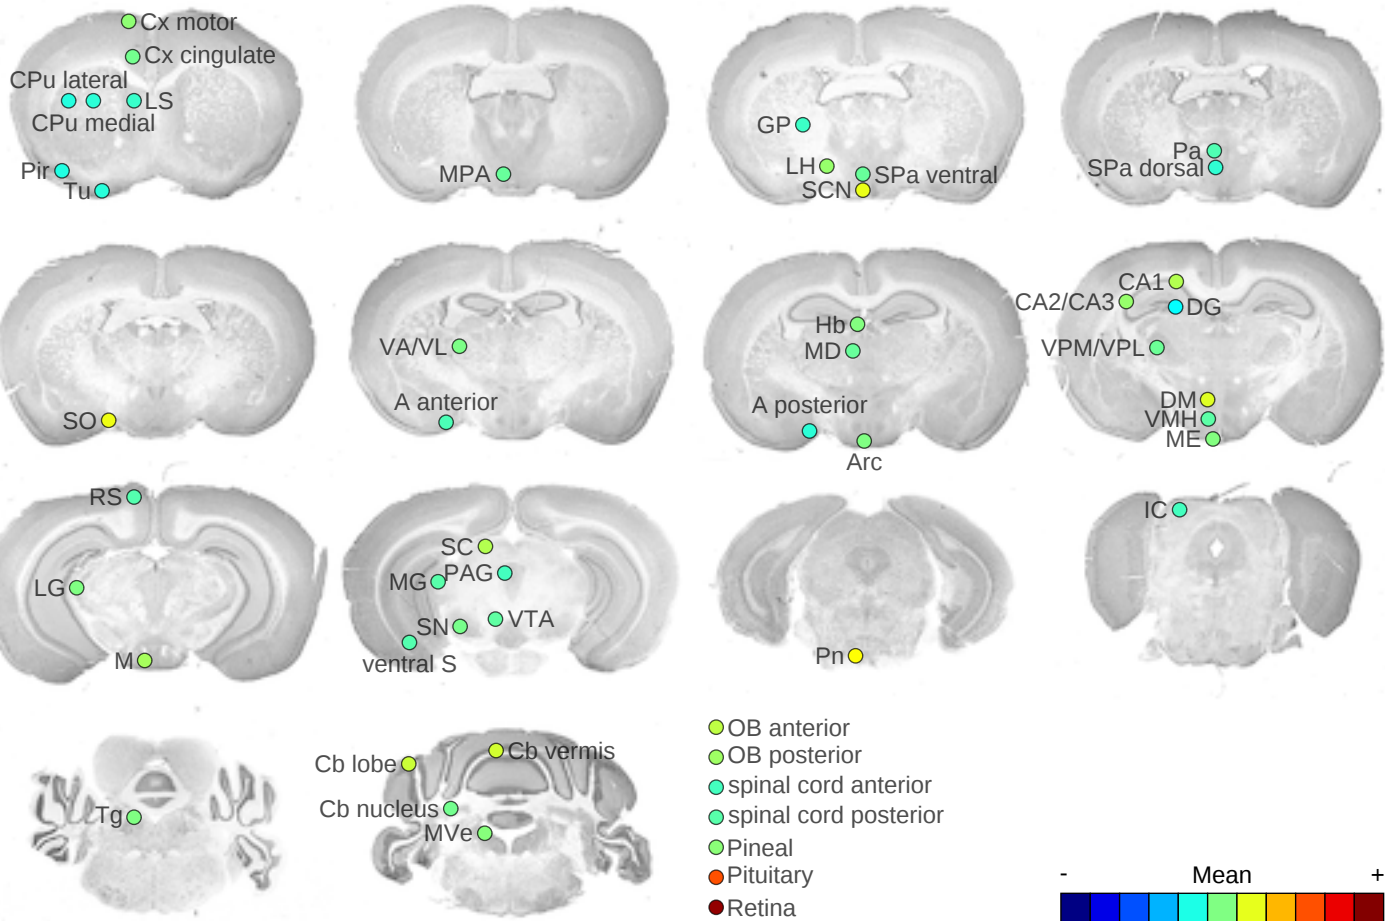 Cx motor
Cx cingulate
CPu lateral
LS
CPu medial
Pir
Tu
MPA
GP
LH
SPa ventral
SCN
Pa
SPa dorsal
SO
VA/VL
A anterior
Hb
MD
A posterior
Arc
CA1
CA2/CA3
DG
VPM/VPL
DM
VMH
ME
RS
LG
M
SC
MG
PAG
SN
VTA
ventral S
Pn
IC
Tg
Cb lobe
Cb vermis
Cb nucleus
MVe
OB anterior
OB posterior
spinal cord anterior
spinal cord posterior
Pineal
Pituitary
Retina
- Mean +